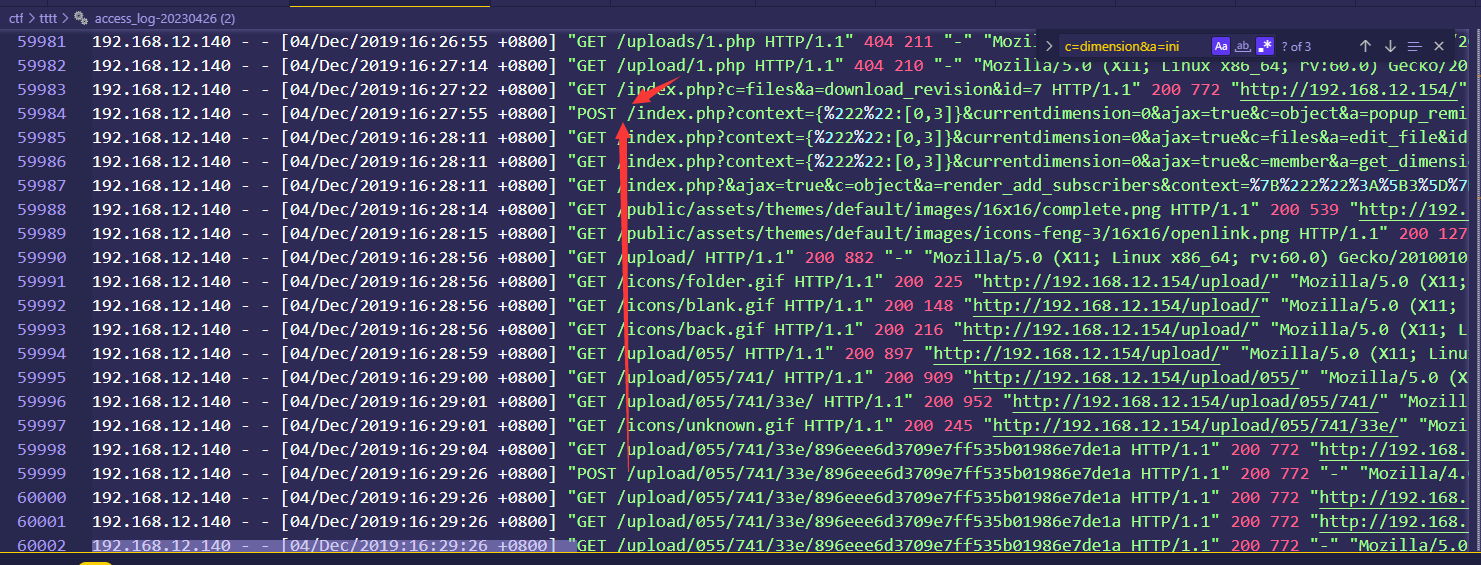 ctf > tttt > access_log-20230426 (2)
c=dimension&a=ini Aa ab .* ? of 3
59981 192.168.12.140 - - [04/Dec/2019:16:26:55 +0800] "GET /uploads/1.php HTTP/1.1" 404 211 "-" "Mozil
59982 192.168.12.140 - - [04/Dec/2019:16:27:14 +0800] "GET /upload/1.php HTTP/1.1" 404 210 "-" "Mozilla/5.0 (X11; Linux x86_64; rv:60.0) Gecko/20
59983 192.168.12.140 - - [04/Dec/2019:16:27:22 +0800] "GET /index.php?c=files&a=download_revision&id=7 HTTP/1.1" 200 772 "http://192.168.12.154/"
59984 192.168.12.140 - - [04/Dec/2019:16:27:55 +0800] "POST /index.php?context={%222%22:[0,3]}&currentdimension=0&ajax=true&c=object&a=popup_remi
59985 192.168.12.140 - - [04/Dec/2019:16:28:11 +0800] "GET /index.php?context={%222%22:[0,3]}&currentdimension=0&ajax=true&c=files&a=edit_file&id
59986 192.168.12.140 - - [04/Dec/2019:16:28:11 +0800] "GET /index.php?context={%222%22:[0,3]}&currentdimension=0&ajax=true&c=member&a=get_dimensi
59987 192.168.12.140 - - [04/Dec/2019:16:28:11 +0800] "GET /index.php?&ajax=true&c=object&a=render_add_subscribers&context=%7B%222%22%3A%5B3%5D%7
59988 192.168.12.140 - - [04/Dec/2019:16:28:14 +0800] "GET /public/assets/themes/default/images/16x16/complete.png HTTP/1.1" 200 539 "http://192.
59989 192.168.12.140 - - [04/Dec/2019:16:28:15 +0800] "GET /public/assets/themes/default/images/icons-feng-3/16x16/openlink.png HTTP/1.1" 200 127
59990 192.168.12.140 - - [04/Dec/2019:16:28:56 +0800] "GET /upload/ HTTP/1.1" 200 882 "-" "Mozilla/5.0 (X11; Linux x86_64; rv:60.0) Gecko/2010010
59991 192.168.12.140 - - [04/Dec/2019:16:28:56 +0800] "GET /icons/folder.gif HTTP/1.1" 200 225 "http://192.168.12.154/upload/" "Mozilla/5.0 (X11;
59992 192.168.12.140 - - [04/Dec/2019:16:28:56 +0800] "GET /icons/blank.gif HTTP/1.1" 200 148 "http://192.168.12.154/upload/" "Mozilla/5.0 (X11;
59993 192.168.12.140 - - [04/Dec/2019:16:28:56 +0800] "GET /icons/back.gif HTTP/1.1" 200 216 "http://192.168.12.154/upload/" "Mozilla/5.0 (X11; L
59994 192.168.12.140 - - [04/Dec/2019:16:28:59 +0800] "GET /upload/055/ HTTP/1.1" 200 897 "http://192.168.12.154/upload/" "Mozilla/5.0 (X11; Linu
59995 192.168.12.140 - - [04/Dec/2019:16:29:00 +0800] "GET /upload/055/741/ HTTP/1.1" 200 909 "http://192.168.12.154/upload/055/" "Mozilla/5.0 (X
59996 192.168.12.140 - - [04/Dec/2019:16:29:01 +0800] "GET /upload/055/741/33e/ HTTP/1.1" 200 952 "http://192.168.12.154/upload/055/741/" "Mozill
59997 192.168.12.140 - - [04/Dec/2019:16:29:01 +0800] "GET /icons/unknown.gif HTTP/1.1" 200 245 "http://192.168.12.154/upload/055/741/33e/" "Mozi
59998 192.168.12.140 - - [04/Dec/2019:16:29:04 +0800] "GET /upload/055/741/33e/896eee6d3709e7ff535b01986e7de1a HTTP/1.1" 200 772 "http://192.168.
59999 192.168.12.140 - - [04/Dec/2019:16:29:26 +0800] "POST /upload/055/741/33e/896eee6d3709e7ff535b01986e7de1a HTTP/1.1" 200 772 "-" "Mozilla/4.
60000 192.168.12.140 - - [04/Dec/2019:16:29:26 +0800] "GET /upload/055/741/33e/896eee6d3709e7ff535b01986e7de1a HTTP/1.1" 200 772 "http://192.168.
60001 192.168.12.140 - - [04/Dec/2019:16:29:26 +0800] "GET /upload/055/741/33e/896eee6d3709e7ff535b01986e7de1a HTTP/1.1" 200 772 "http://192.168.
60002 192.168.12.140 - - [04/Dec/2019:16:29:26 +0800] "GET /upload/055/741/33e/896eee6d3709e7ff535b01986e7de1a HTTP/1.1" 200 772 "-" "Mozilla/5.0